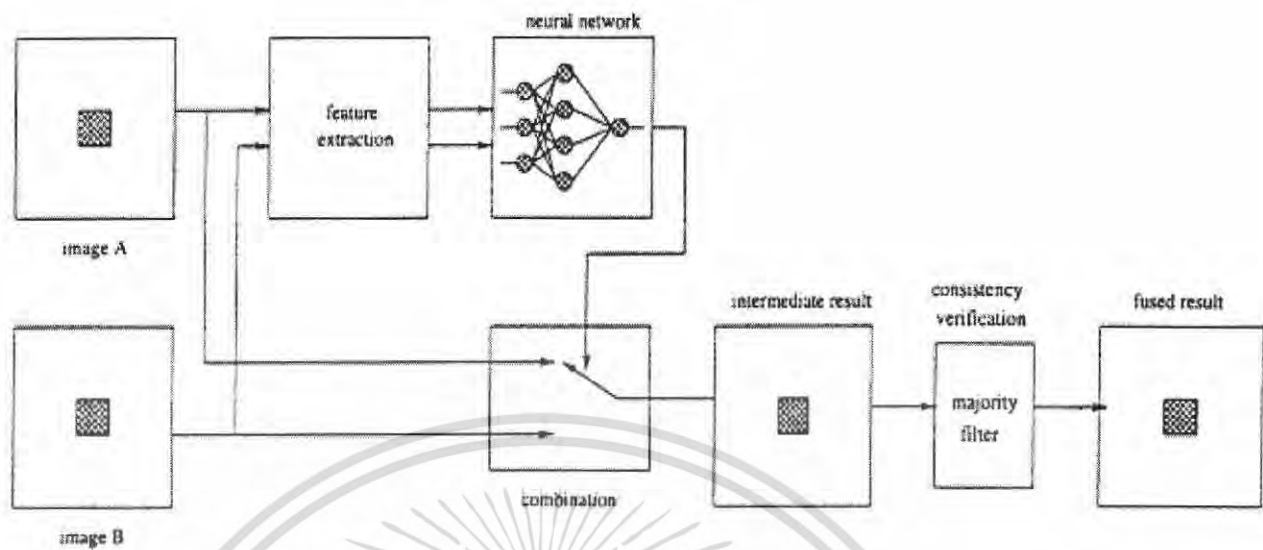 neural network
feature
extraction
image A
intermediate result
consistency
verification
fused result
majority
filter
combination
image B